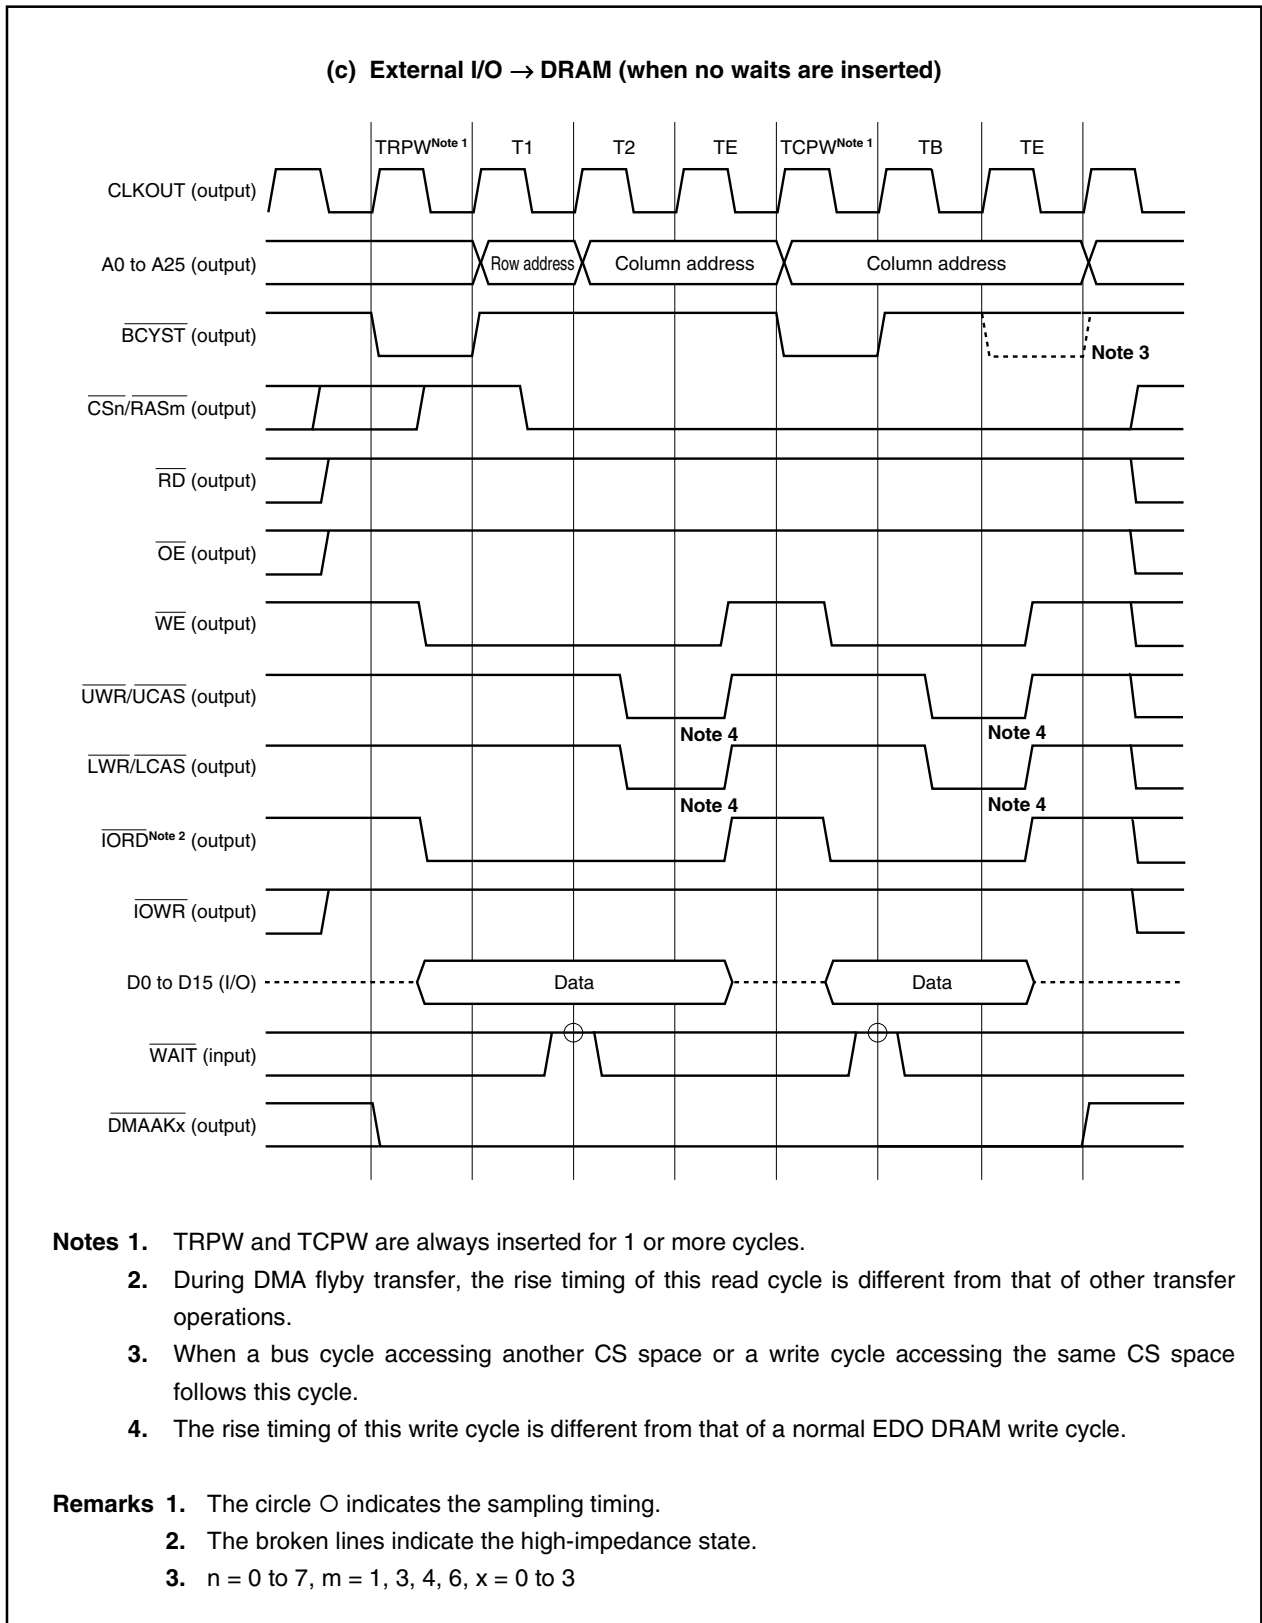 (c) External I/O → DRAM (when no waits are inserted)
TRPW Note 1 T1 T2 TE TCPW Note 1 TB TE
CLKOUT (output)
A0 to A25 (output) Row address Column address Column address
BCYST (output) Note 3
CSn/RASm (output)
RD (output)
OE (output)
WE (output)
UWR/UCAS (output)
Note 4 Note 4
LWR/LCAS (output)
Note 4 Note 4
IORD Note 2 (output)
IOWR (output)
D0 to D15 (I/O) Data Data
WAIT (input)
DMAAKx (output)
Notes 1. TRPW and TCPW are always inserted for 1 or more cycles.
2. During DMA flyby transfer, the rise timing of this read cycle is different from that of other transfer
operations.
3. When a bus cycle accessing another CS space or a write cycle accessing the same CS space
follows this cycle.
4. The rise timing of this write cycle is different from that of a normal EDO DRAM write cycle.
Remarks 1. The circle ○ indicates the sampling timing.
2. The broken lines indicate the high-impedance state.
3. n = 0 to 7, m = 1, 3, 4, 6, x = 0 to 3